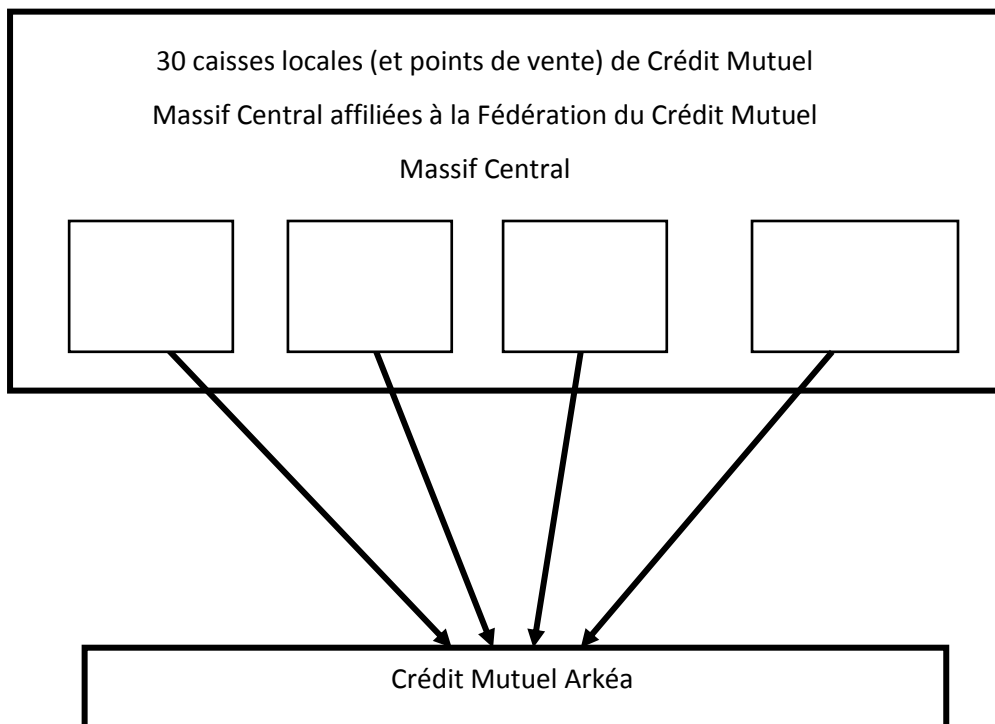 30 caisses locales (et points de vente) de Crédit Mutuel
Massif Central affiliées à la Fédération du Crédit Mutuel
Massif Central
Crédit Mutuel Arkéa